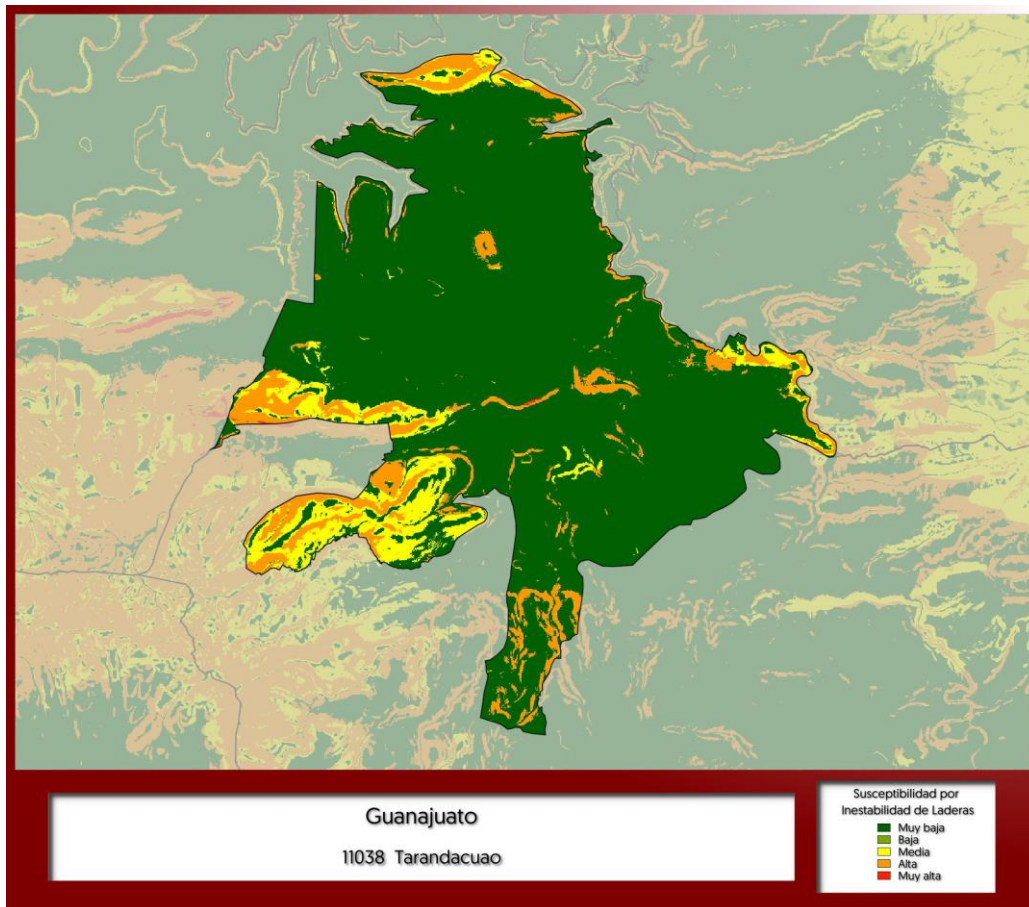 Guanajuato
11038 Tarandacuao
Susceptibilidad por
Inestabilidad de Laderas
Muy baja
Baja
Media
Alta
Muy alta